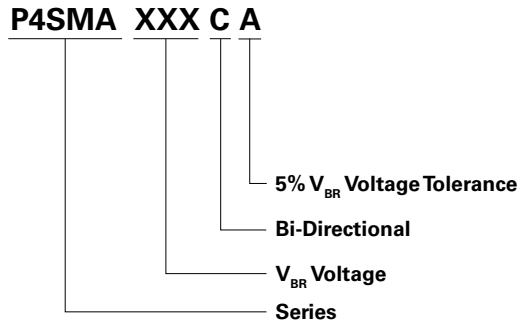 P4SMA XXX C A
5% VBR Voltage Tolerance
Bi-Directional
VBR Voltage
Series